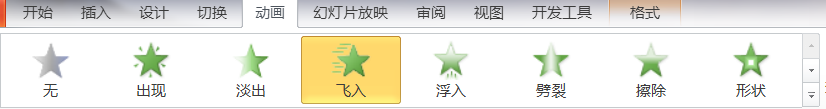 开始 插入 设计 切换 动画 幻灯片放映 审阅 视图 开发工具 格式
无 出现 淡出 飞入 浮入 劈裂 擦除 形状